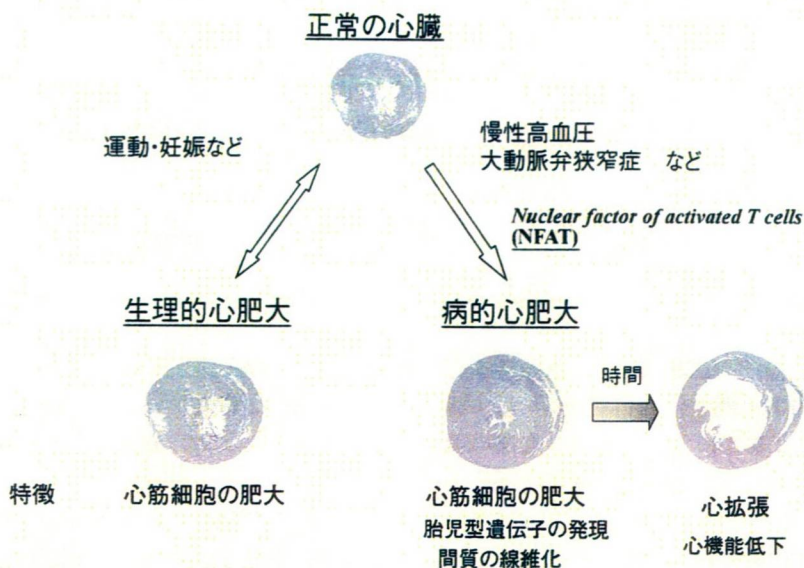 正常の心臓
運動・妊娠など
慢性高血圧
大動脈弁狭窄症　など
Nuclear factor of activated T cells
(NFAT)
生理的心肥大
病的心肥大
時間
特徴
心筋細胞の肥大
心筋細胞の肥大
胎児型遺伝子の発現
間質の線維化
心拡張
心機能低下